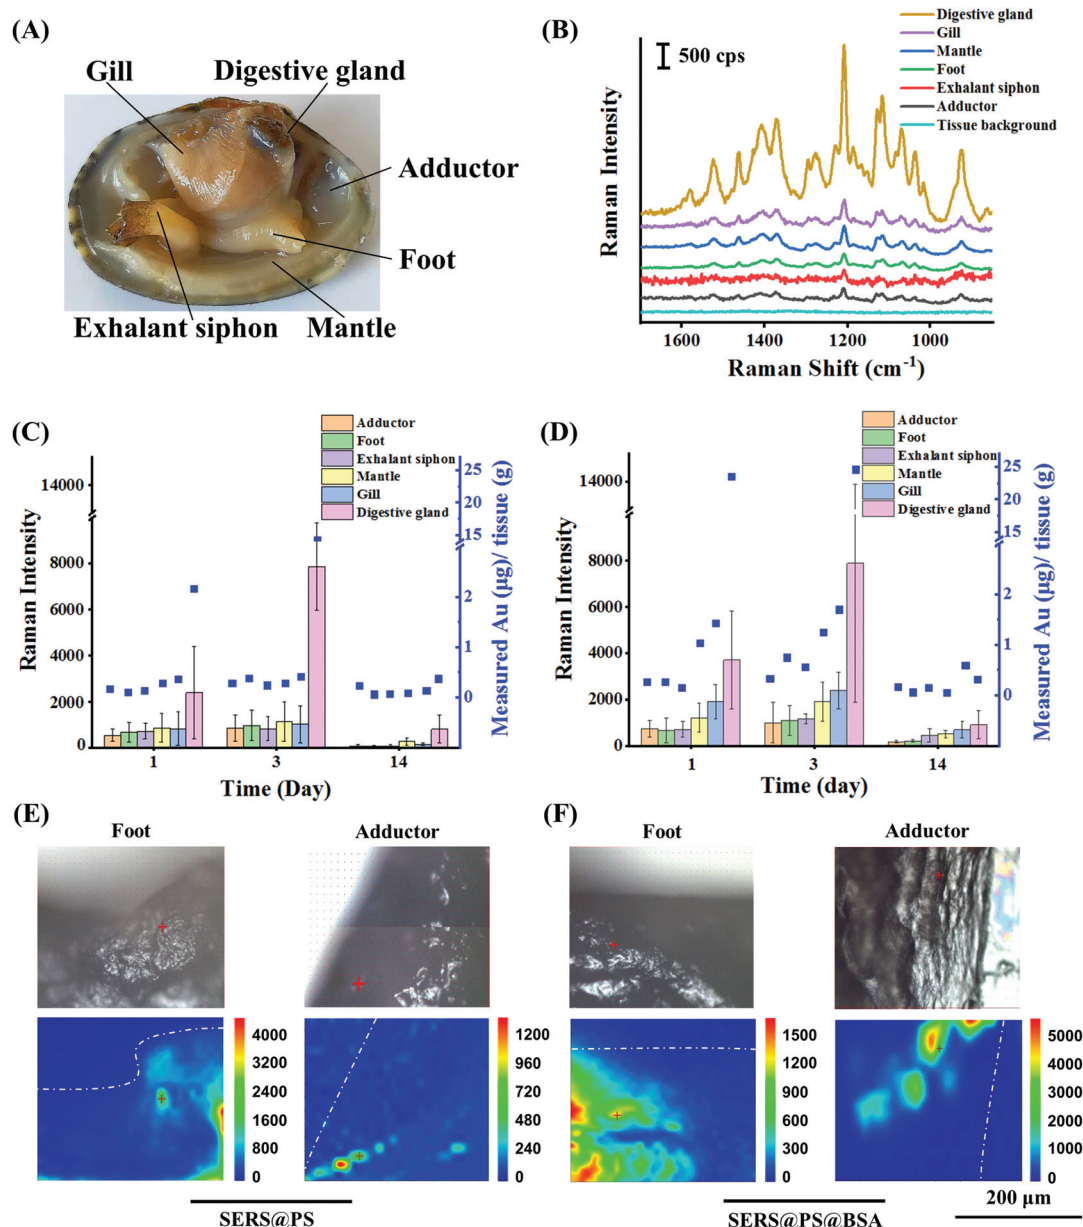 (A)
Gill
Digestive gland
Adductor
Foot
Exhalant siphon
Mantle
(B)
500 cps
Digestive gland
Gill
Mantle
Foot
Exhalant siphon
Adductor
Tissue background
Raman Intensity
1600
1400
1200
1000
Raman Shift (cm⁻¹)
(C)
Adductor
Foot
Exhalant siphon
Mantle
Gill
Digestive gland
Raman Intensity
14000
8000
6000
4000
2000
0
25
20
15
2
1
0
Measured Au (µg)/ tissue (g)
1
3
14
Time (Day)
(D)
Adductor
Foot
Exhalant siphon
Mantle
Gill
Digestive gland
Raman Intensity
14000
8000
6000
4000
2000
0
25
20
15
2
1
0
Measured Au (µg)/ tissue (g)
1
3
14
Time (day)
(E)
Foot
Adductor
4000
3200
2400
1600
800
0
1200
960
720
480
240
0
SERS@PS
(F)
Foot
Adductor
1500
1200
900
600
300
0
5000
4000
3000
2000
1000
0
SERS@PS@BSA
200 µm